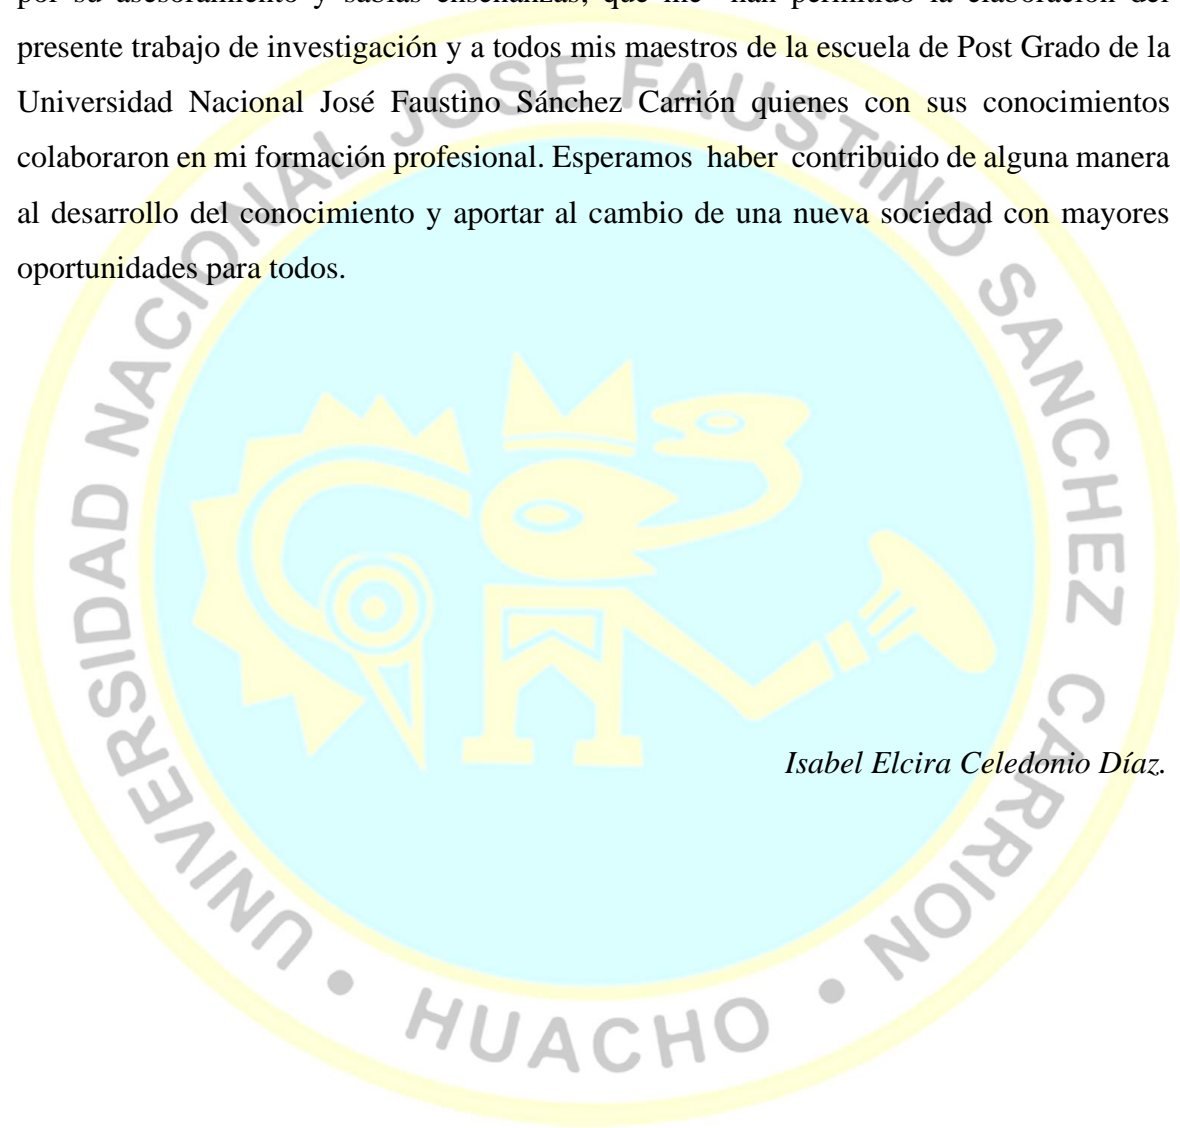 por su asesoramiento y sabias enseñanzas, que me han permitido la elaboración del
presente trabajo de investigación y a todos mis maestros de la escuela de Post Grado de la
Universidad Nacional José Faustino Sánchez Carrión quienes con sus conocimientos
colaboraron en mi formación profesional. Esperamos haber contribuido de alguna manera
al desarrollo del conocimiento y aportar al cambio de una nueva sociedad con mayores
oportunidades para todos.
Isabel Elcira Celedonio Díaz.
UNIVERSIDAD NACIONAL JOSE FAUSTINO SANCHEZ CARRION • HUACHO •